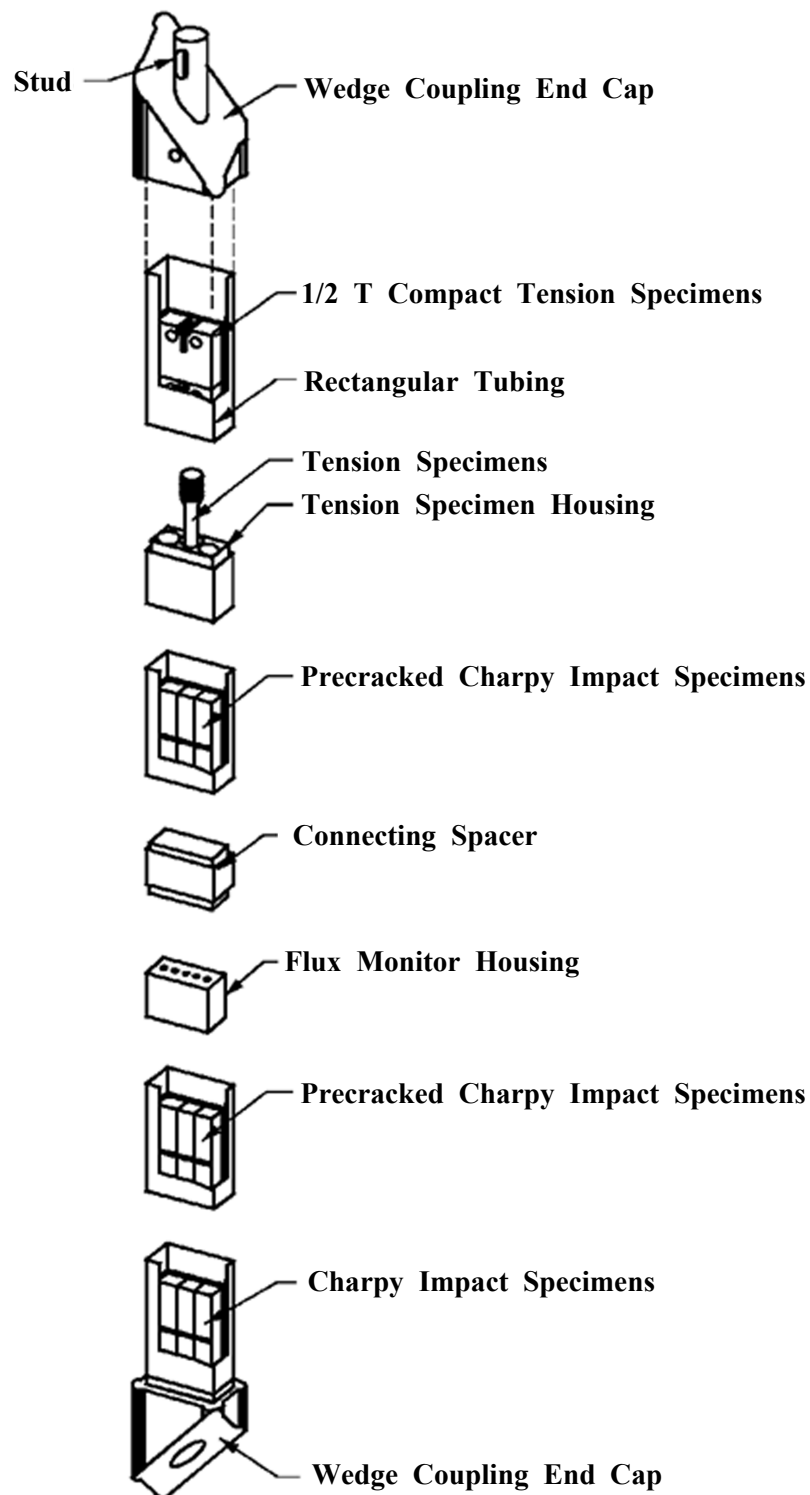 Stud
Wedge Coupling End Cap
1/2 T Compact Tension Specimens
Rectangular Tubing
Tension Specimens
Tension Specimen Housing
Precracked Charpy Impact Specimens
Connecting Spacer
Flux Monitor Housing
Precracked Charpy Impact Specimens
Charpy Impact Specimens
Wedge Coupling End Cap